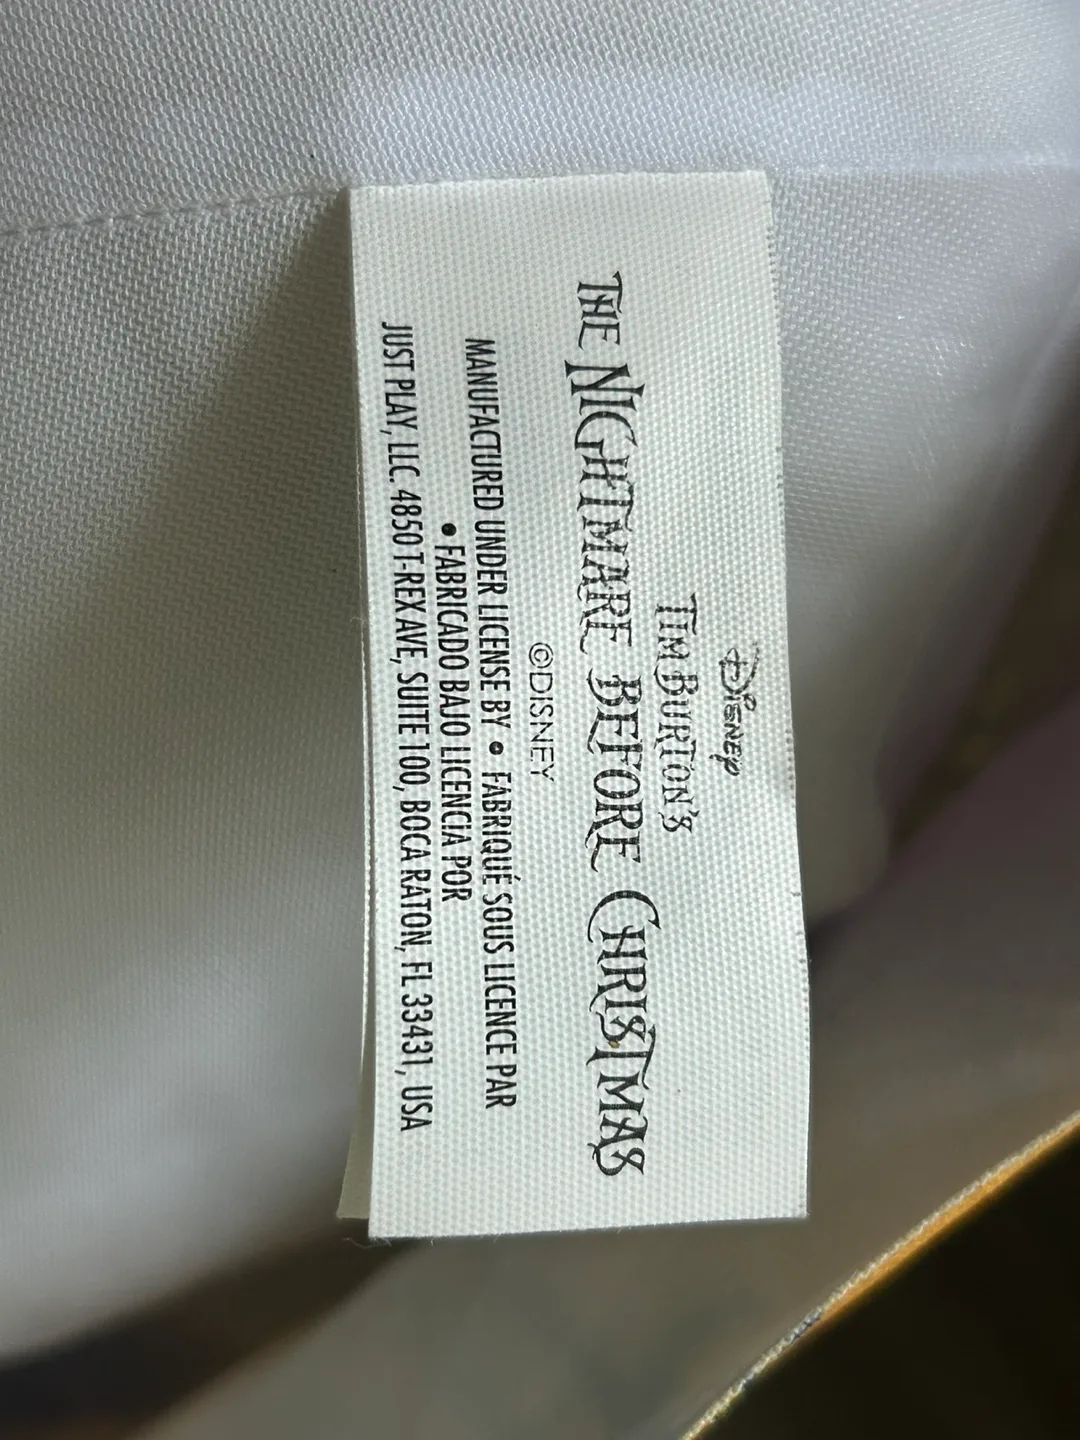 Disney
TIM BURTON'S
THE NIGHTMARE BEFORE CHRISTMAS
©DISNEY
MANUFACTURED UNDER LICENSE BY • FABRIQUÉ SOUS LICENCE PAR
• FABRICADO BAJO LICENCIA POR
JUST PLAY, LLC. 4850 T-REX AVE, SUITE 100, BOCA RATON, FL 33431, USA